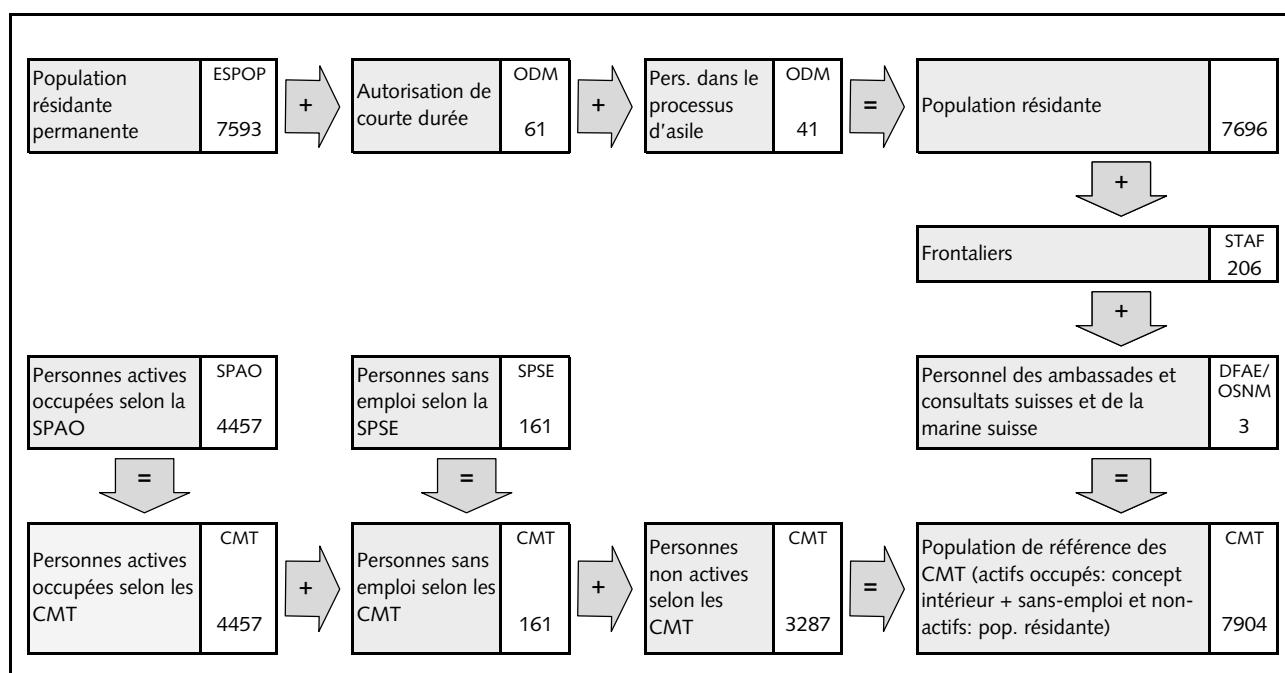 Population
résidante
permanente
ESPOP
7593
+
Autorisation de
courte durée
ODM
61
+
Pers. dans le
processus
d'asile
ODM
41
=
Population résidante
7696
+
Frontaliers
STAF
206
+
Personnes actives
occupées selon la
SPAO
SPAO
4457
Personnes sans
emploi selon la
SPSE
SPSE
161
Personnel des ambassades et
consultats suisses et de la
marine suisse
DFAE/
OSNM
3
=
=
=
Personnes actives
occupées selon les
CMT
CMT
4457
+
Personnes sans
emploi selon les
CMT
CMT
161
+
Personnes
non actives
selon les
CMT
CMT
3287
=
Population de référence des
CMT (actifs occupés: concept
intérieur + sans-emploi et non-
actifs: pop. résidante)
CMT
7904